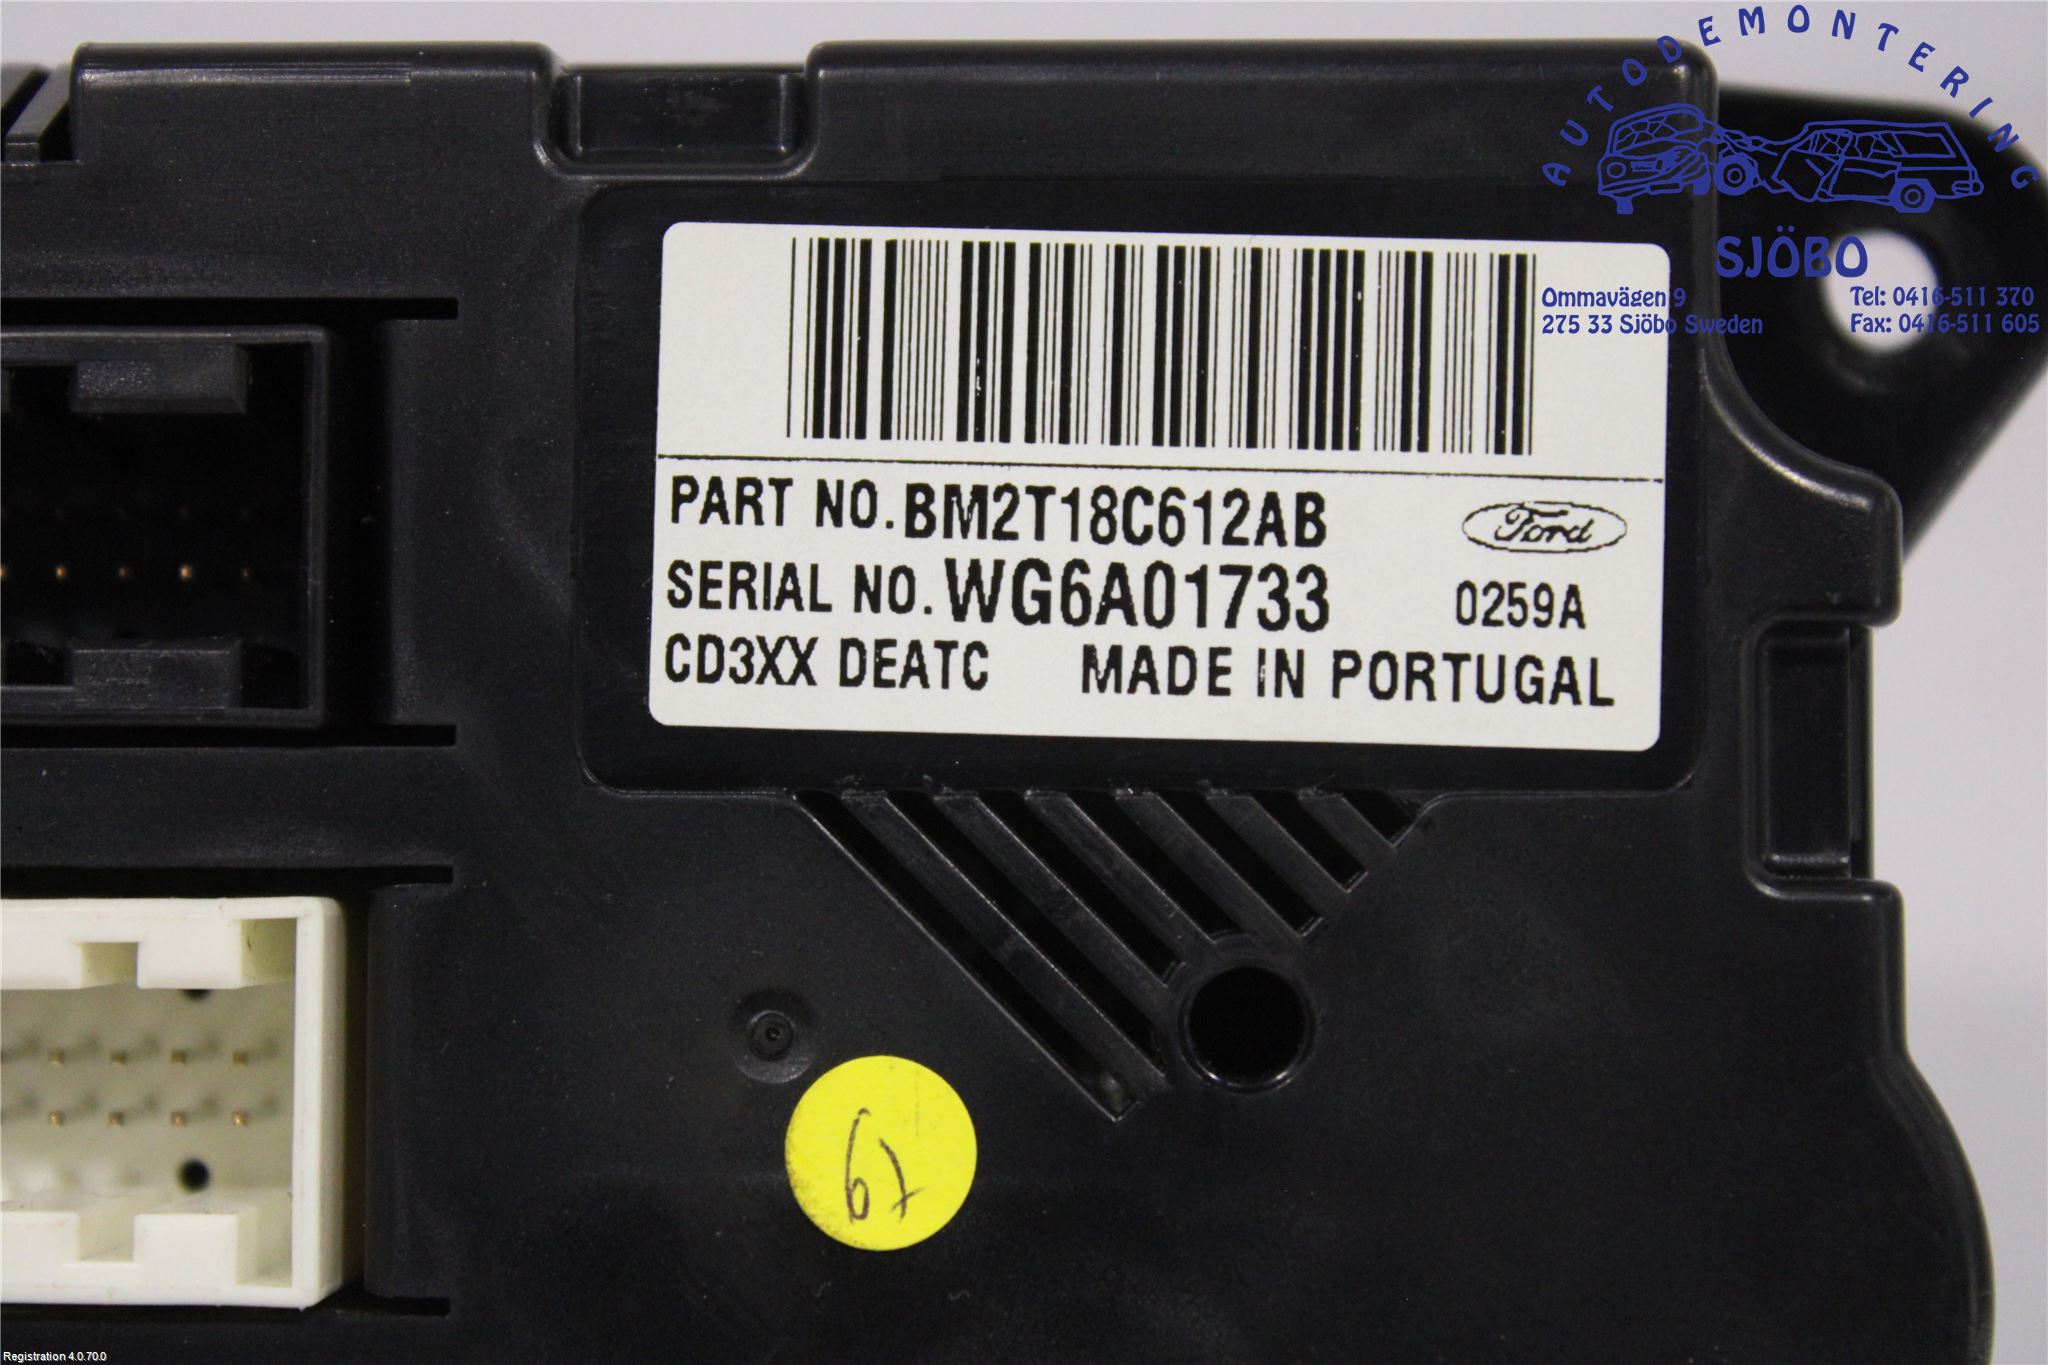 AUTODEMONTERING
SJÖBO
Ommavägen 9
275 33 Sjöbo Sweden
Tel: 0416-511 370
Fax: 0416-511 605
PART NO. BM2T18C612AB
Ford
SERIAL NO. WG6A01733 0259A
CD3XX DEATC MADE IN PORTUGAL
67
Registration 4.0.70.0